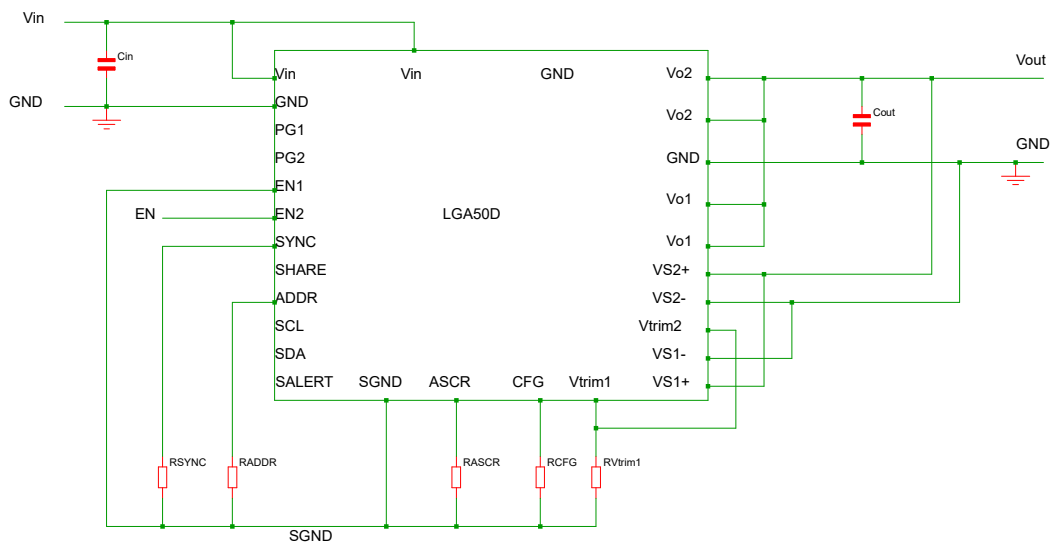 Vin
Cin
GND
Vin
Vin
GND
Vo2
Vout
GND
PG1
PG2
EN1
EN
EN2
SYNC
SHARE
ADDR
SCL
SDA
SALERT
LGA50D
Vo2
Cout
GND
GND
Vo1
Vo1
VS2+
VS2-
Vtrim2
VS1-
VS1+
SGND
ASCR
CFG
Vtrim1
RSYNC
RADDR
RASCR
RCFG
RVtrim1
SGND